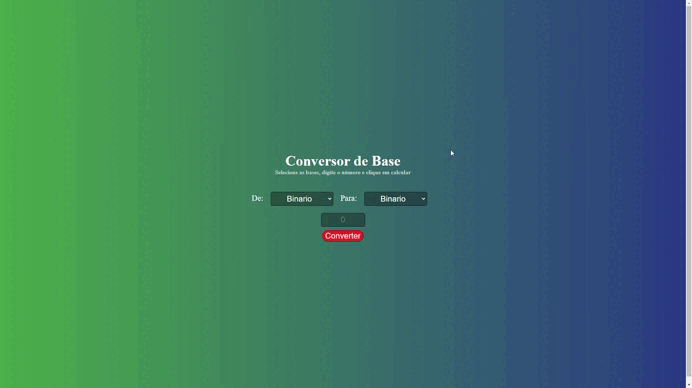 Conversor de Base
Selecione as bases, digite o número e clique em calcular
De: Binario Para: Binario
0
Converter